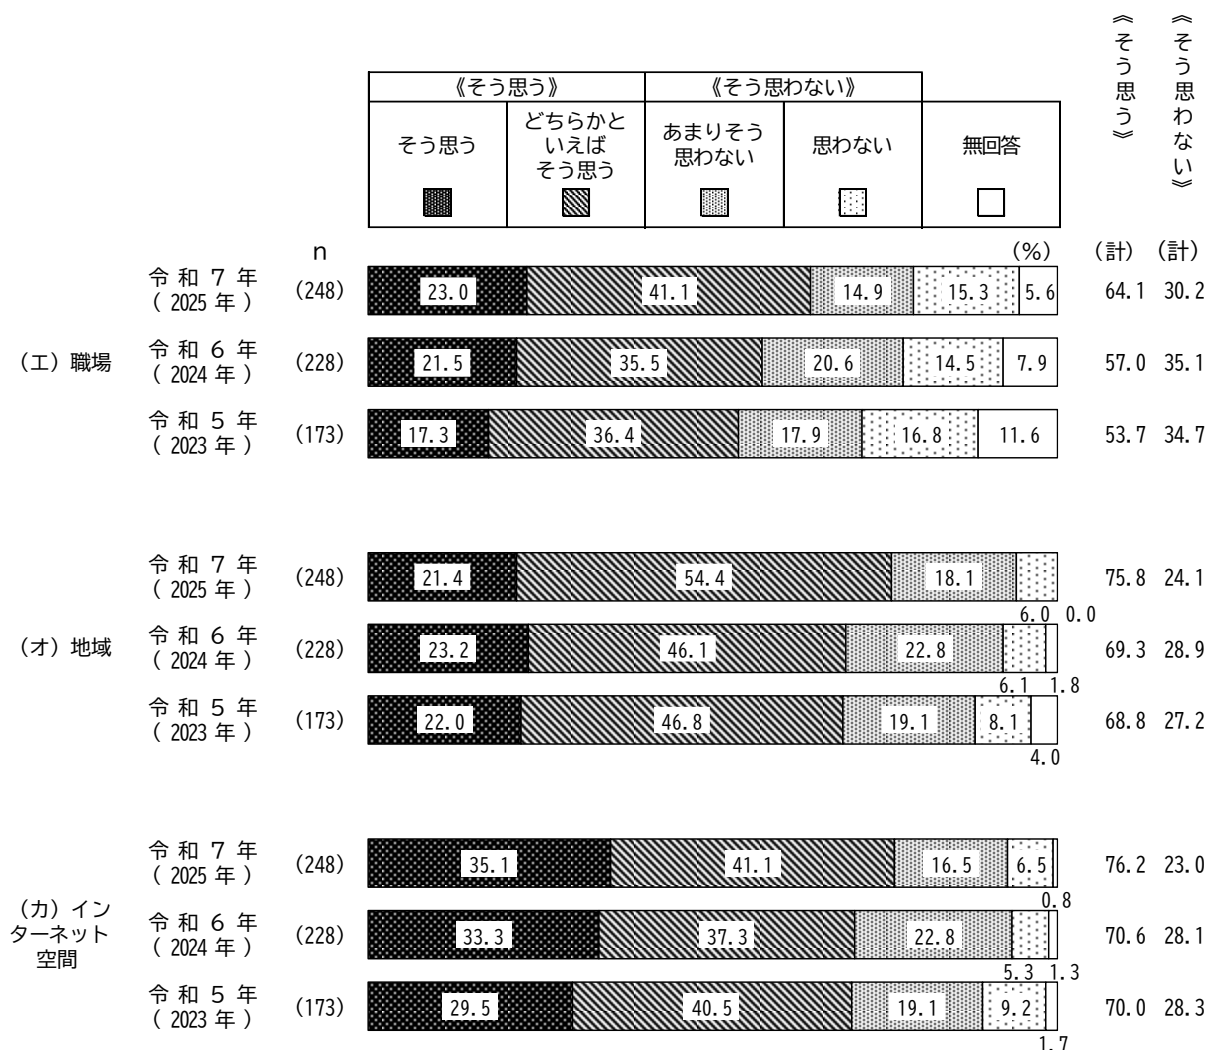 《そう思う》
《そう思わない》
《そう思う》 《そう思わない》
そう思う
どちらかと
いえば
そう思う
あまりそう
思わない
思わない
無回答
n (%) (計) (計)
(エ)職場
令和7年
(2025年)
(248) 23.0 41.1 14.9 15.3 5.6 64.1 30.2
令和6年
(2024年)
(228) 21.5 35.5 20.6 14.5 7.9 57.0 35.1
令和5年
(2023年)
(173) 17.3 36.4 17.9 16.8 11.6 53.7 34.7
(オ)地域
令和7年
(2025年)
(248) 21.4 54.4 18.1 75.8 24.1
6.0 0.0
令和6年
(2024年)
(228) 23.2 46.1 22.8 69.3 28.9
6.1 1.8
令和5年
(2023年)
(173) 22.0 46.8 19.1 8.1 68.8 27.2
4.0
(カ)イン
ターネット
空間
令和7年
(2025年)
(248) 35.1 41.1 16.5 6.5 76.2 23.0
0.8
令和6年
(2024年)
(228) 33.3 37.3 22.8 70.6 28.1
5.3 1.3
令和5年
(2023年)
(173) 29.5 40.5 19.1 9.2 70.0 28.3
1.7